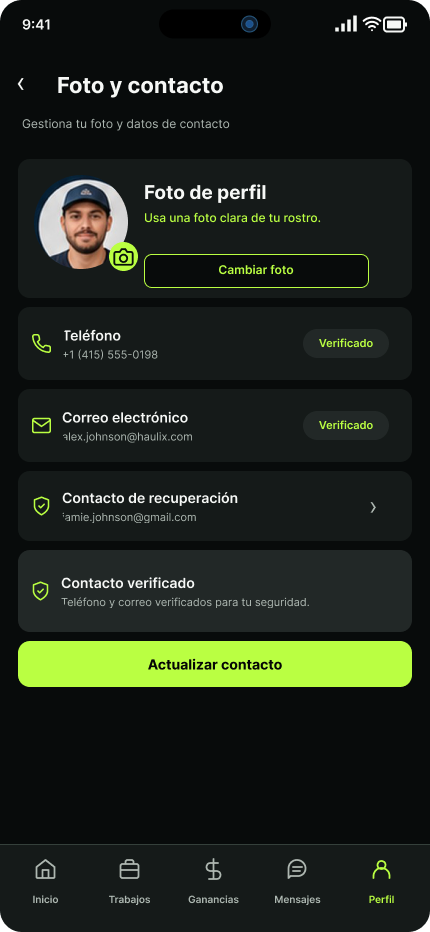 9:41
Foto y contacto
Gestiona tu foto y datos de contacto
Foto de perfil
Usa una foto clara de tu rostro.
Cambiar foto
Teléfono
+1 (415) 555-0198
Verificado
Correo electrónico
alex.johnson@haulix.com
Verificado
Contacto de recuperación
jamie.johnson@gmail.com
Contacto verificado
Teléfono y correo verificados para tu seguridad.
Actualizar contacto
Inicio
Trabajos
Ganancias
Mensajes
Perfil